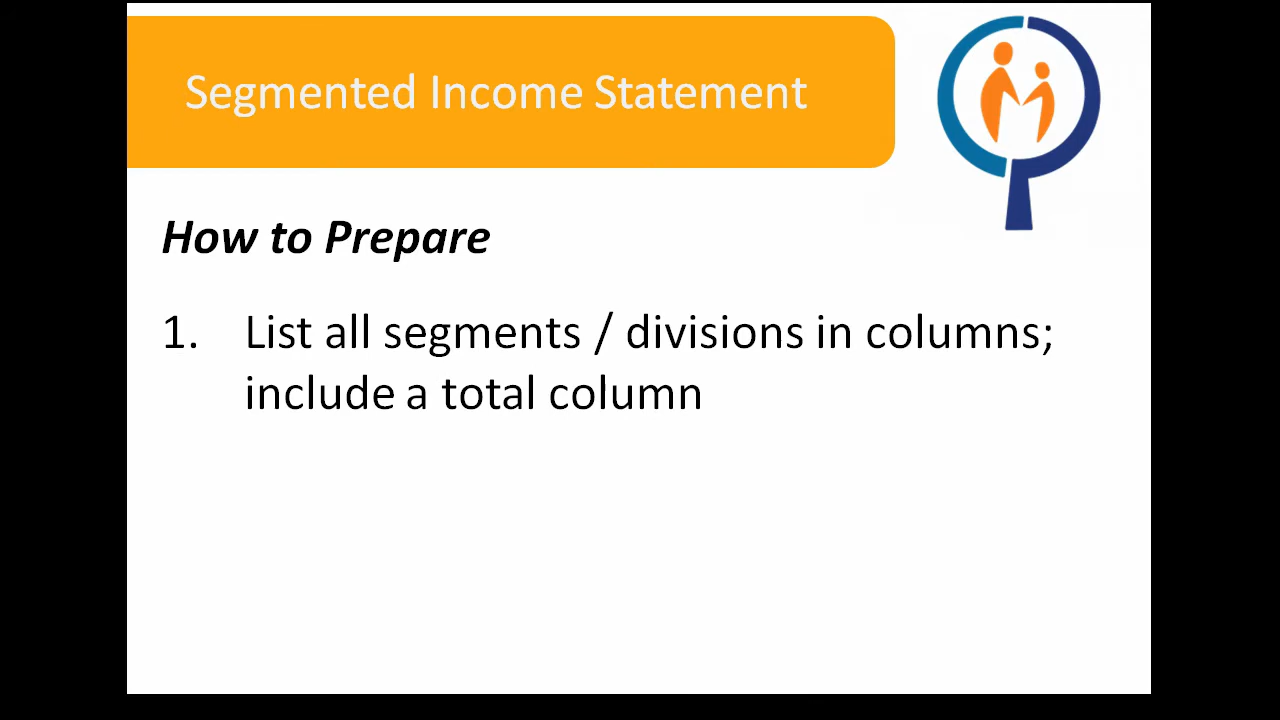 Segmented Income Statement
How to Prepare
1. List all segments / divisions in columns;
include a total column